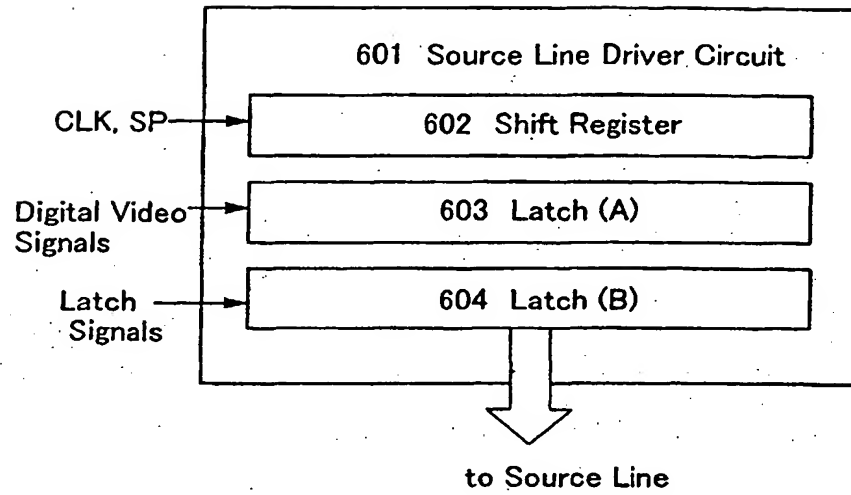 601 Source Line Driver Circuit
CLK, SP
602 Shift Register
Digital Video
Signals
603 Latch (A)
Latch
Signals
604 Latch (B)
to Source Line